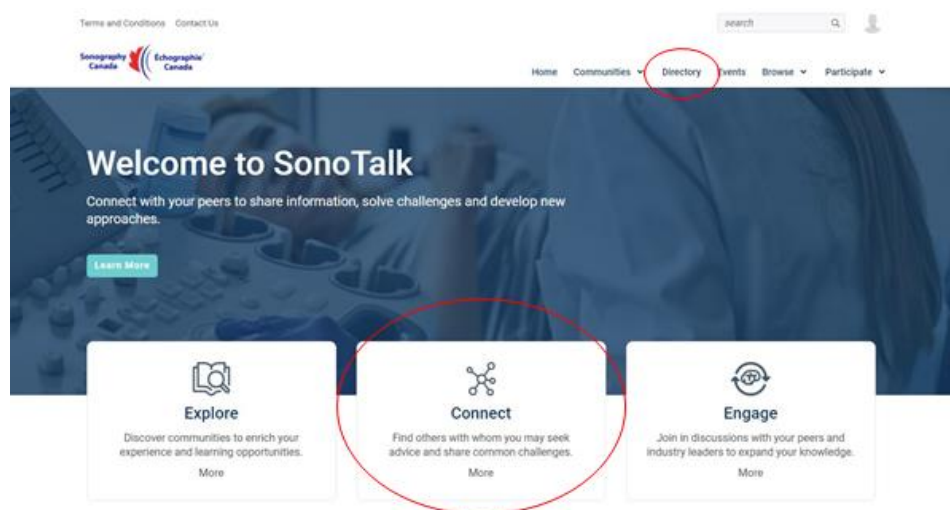 Terms and Conditions Contact Us
search
Sonography Canada
Echographie Canada
Home Communities Directory Events Browse Participate
Welcome to SonoTalk
Connect with your peers to share information, solve challenges and develop new
approaches.
Learn More
Explore
Discover communities to enrich your
experience and learning opportunities.
More
Connect
Find others with whom you may seek
advice and share common challenges.
More
Engage
Join in discussions with your peers and
industry leaders to expand your knowledge.
More